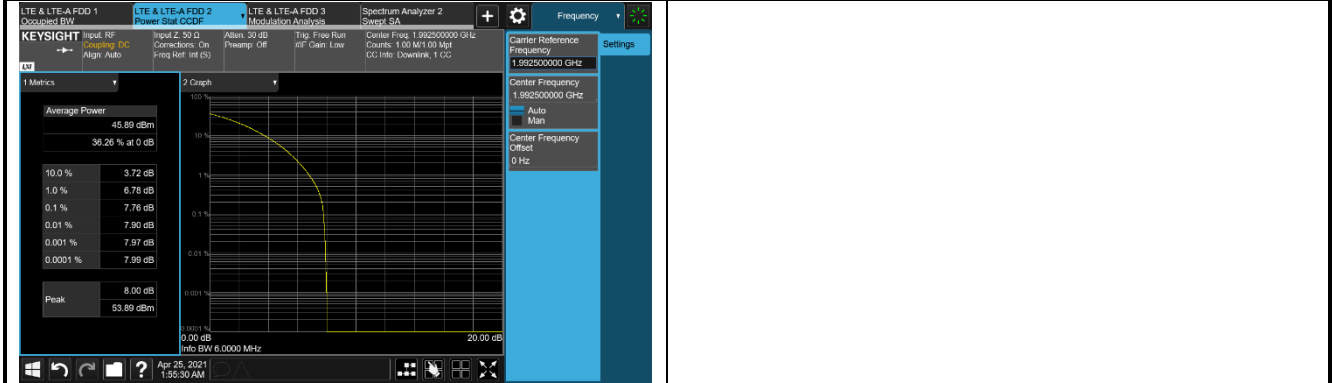 LTE & LTE-A FDD 1
Occupied BW
LTE & LTE-A FDD 2
Power Stat CCDF
LTE & LTE-A FDD 3
Modulation Analysis
Spectrum Analyzer 2
Swept SA
+
Frequency
KEYSIGHT
Input: RF
Coupling: DC
Align: Auto
Input Z: 50 Ω
Corrections: On
Freq Ref: Int (S)
Atten: 30 dB
Preamp: Off
Trig: Free Run
#IF Gain: Low
Center Freq: 1.992500000 GHz
Counts: 1.00 M/1.00 Mpt
CC Info: Downlink, 1 CC
LXI
Carrier Reference
Frequency
1.992500000 GHz
Settings
Center Frequency
1.992500000 GHz
Auto
Man
Center Frequency
Offset
0 Hz
1 Metrics
Average Power
45.89 dBm
36.26 % at 0 dB
10.0 % 3.72 dB
1.0 % 6.78 dB
0.1 % 7.76 dB
0.01 % 7.90 dB
0.001 % 7.97 dB
0.0001 % 7.99 dB
Peak
8.00 dB
53.89 dBm
2 Graph
100 %
10 %
1 %
0.1 %
0.01 %
0.001 %
0.0001 %
0.00 dB 20.00 dB
Info BW 6.0000 MHz
?
Apr 25, 2021
1:55:30 AM